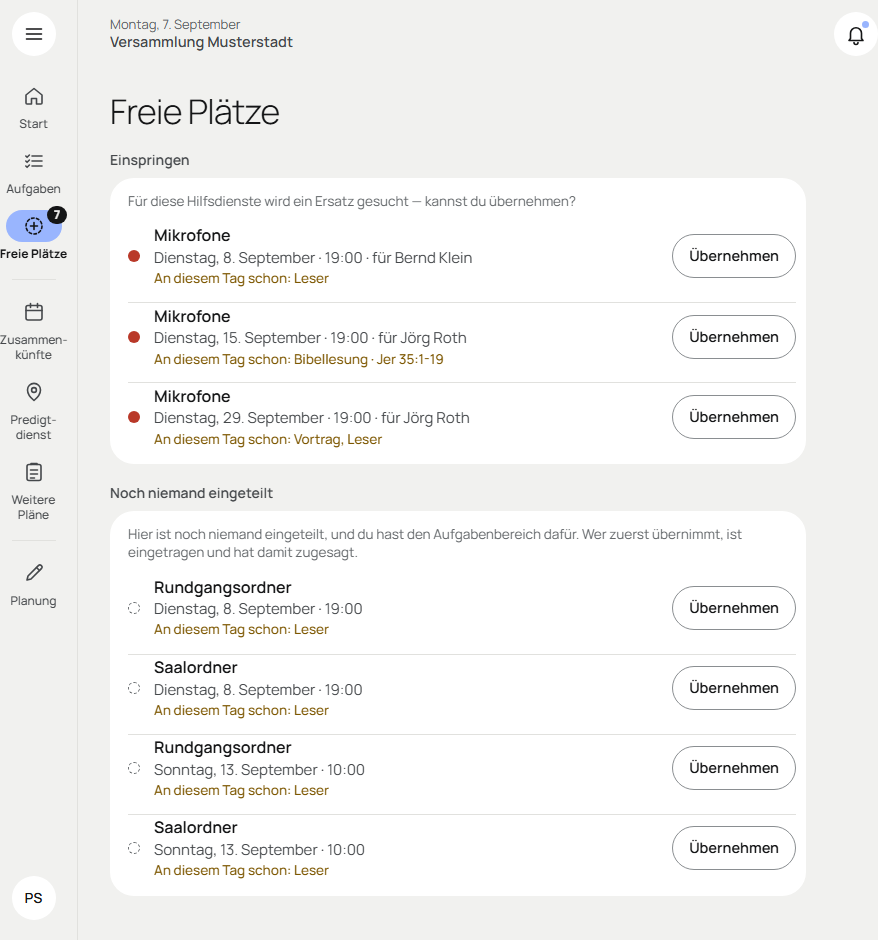 Montag, 7. September
Versammlung Musterstadt
Start
Aufgaben
7
Freie Plätze
Zusammen-
künfte
Predigt-
dienst
Weitere
Pläne
Planung
PS
Freie Plätze
Einspringen
Für diese Hilfsdienste wird ein Ersatz gesucht — kannst du übernehmen?
Mikrofone
Dienstag, 8. September · 19:00 · für Bernd Klein
An diesem Tag schon: Leser
Übernehmen
Mikrofone
Dienstag, 15. September · 19:00 · für Jörg Roth
An diesem Tag schon: Bibellesung · Jer 35:1-19
Übernehmen
Mikrofone
Dienstag, 29. September · 19:00 · für Jörg Roth
An diesem Tag schon: Vortrag, Leser
Übernehmen
Noch niemand eingeteilt
Hier ist noch niemand eingeteilt, und du hast den Aufgabenbereich dafür. Wer zuerst übernimmt, ist
eingetragen und hat damit zugesagt.
Rundgangsordner
Dienstag, 8. September · 19:00
An diesem Tag schon: Leser
Übernehmen
Saalordner
Dienstag, 8. September · 19:00
An diesem Tag schon: Leser
Übernehmen
Rundgangsordner
Sonntag, 13. September · 10:00
An diesem Tag schon: Leser
Übernehmen
Saalordner
Sonntag, 13. September · 10:00
An diesem Tag schon: Leser
Übernehmen